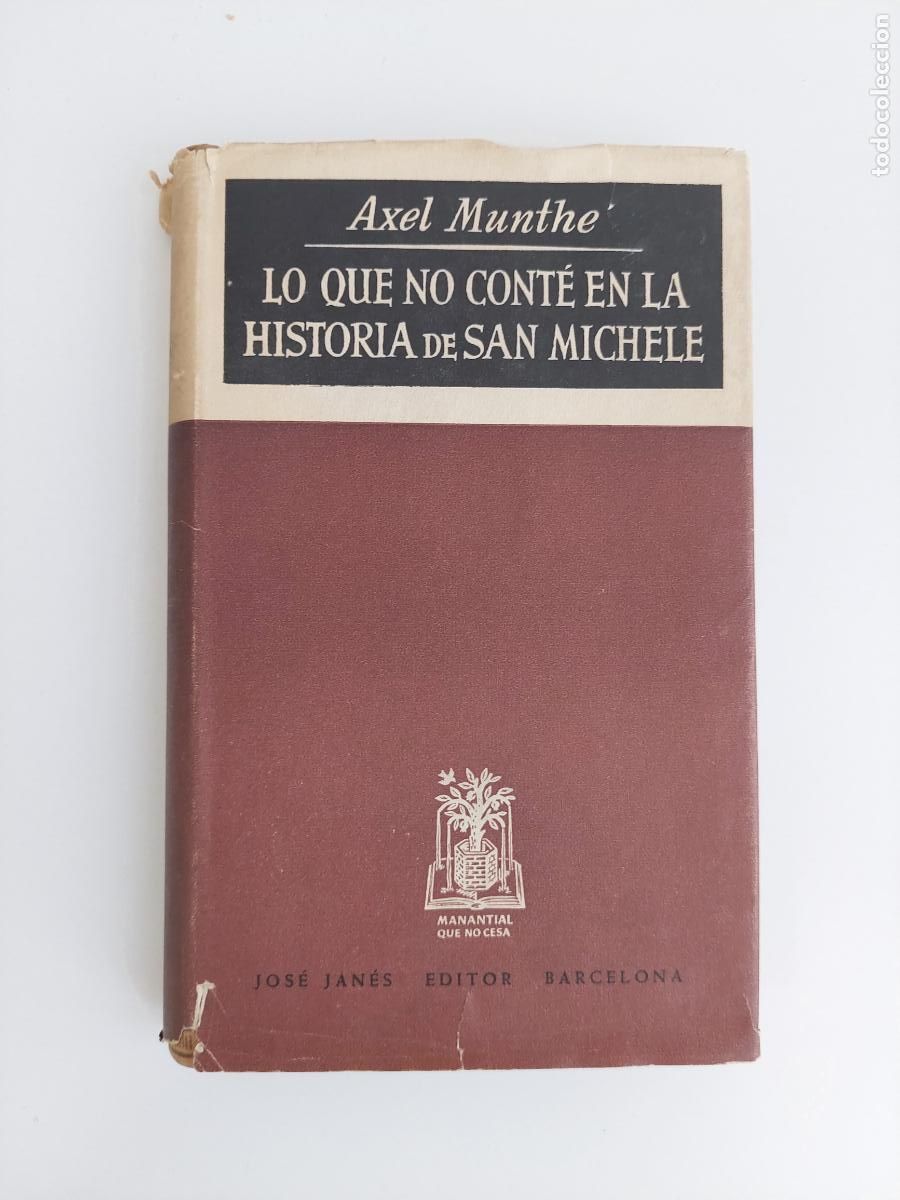 Axel Munthe
LO QUE NO CONTÉ EN LA
HISTORIA DE SAN MICHELE
MANANTIAL
QUE NO CESA
JOSÉ JANÉS EDITOR BARCELONA
todocoleccion